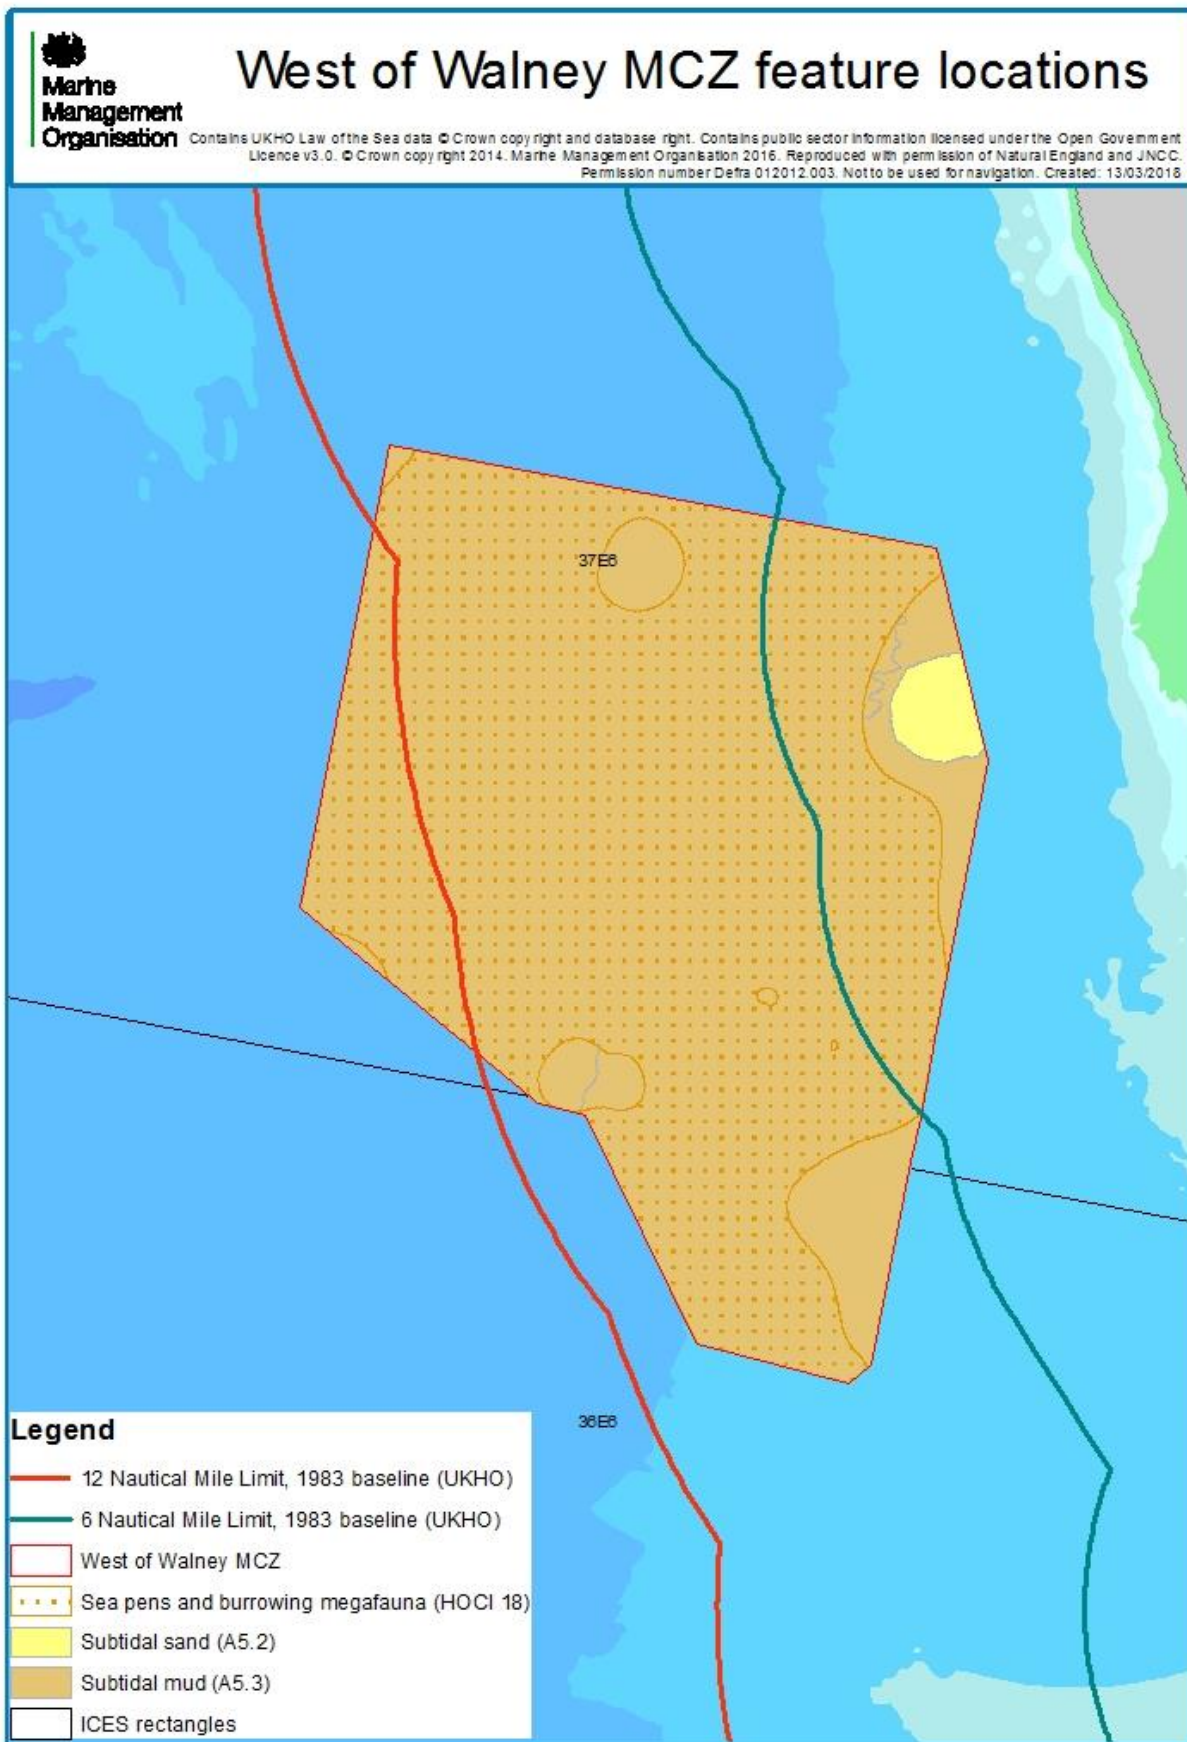 Marine
Management
Organisation
West of Walney MCZ feature locations
Contains UKHO Law of the Sea data © Crown copyright and database right. Contains public sector information licensed under the Open Government
Licence v3.0. © Crown copyright 2014. Marine Management Organisation 2016. Reproduced with permission of Natural England and JNCC.
Permission number Defra 012012.003. Not to be used for navigation. Created: 13/03/2018
37E6
36E6
Legend
12 Nautical Mile Limit, 1983 baseline (UKHO)
6 Nautical Mile Limit, 1983 baseline (UKHO)
West of Walney MCZ
Sea pens and burrowing megafauna (HOCI 18)
Subtidal sand (A5.2)
Subtidal mud (A5.3)
ICES rectangles